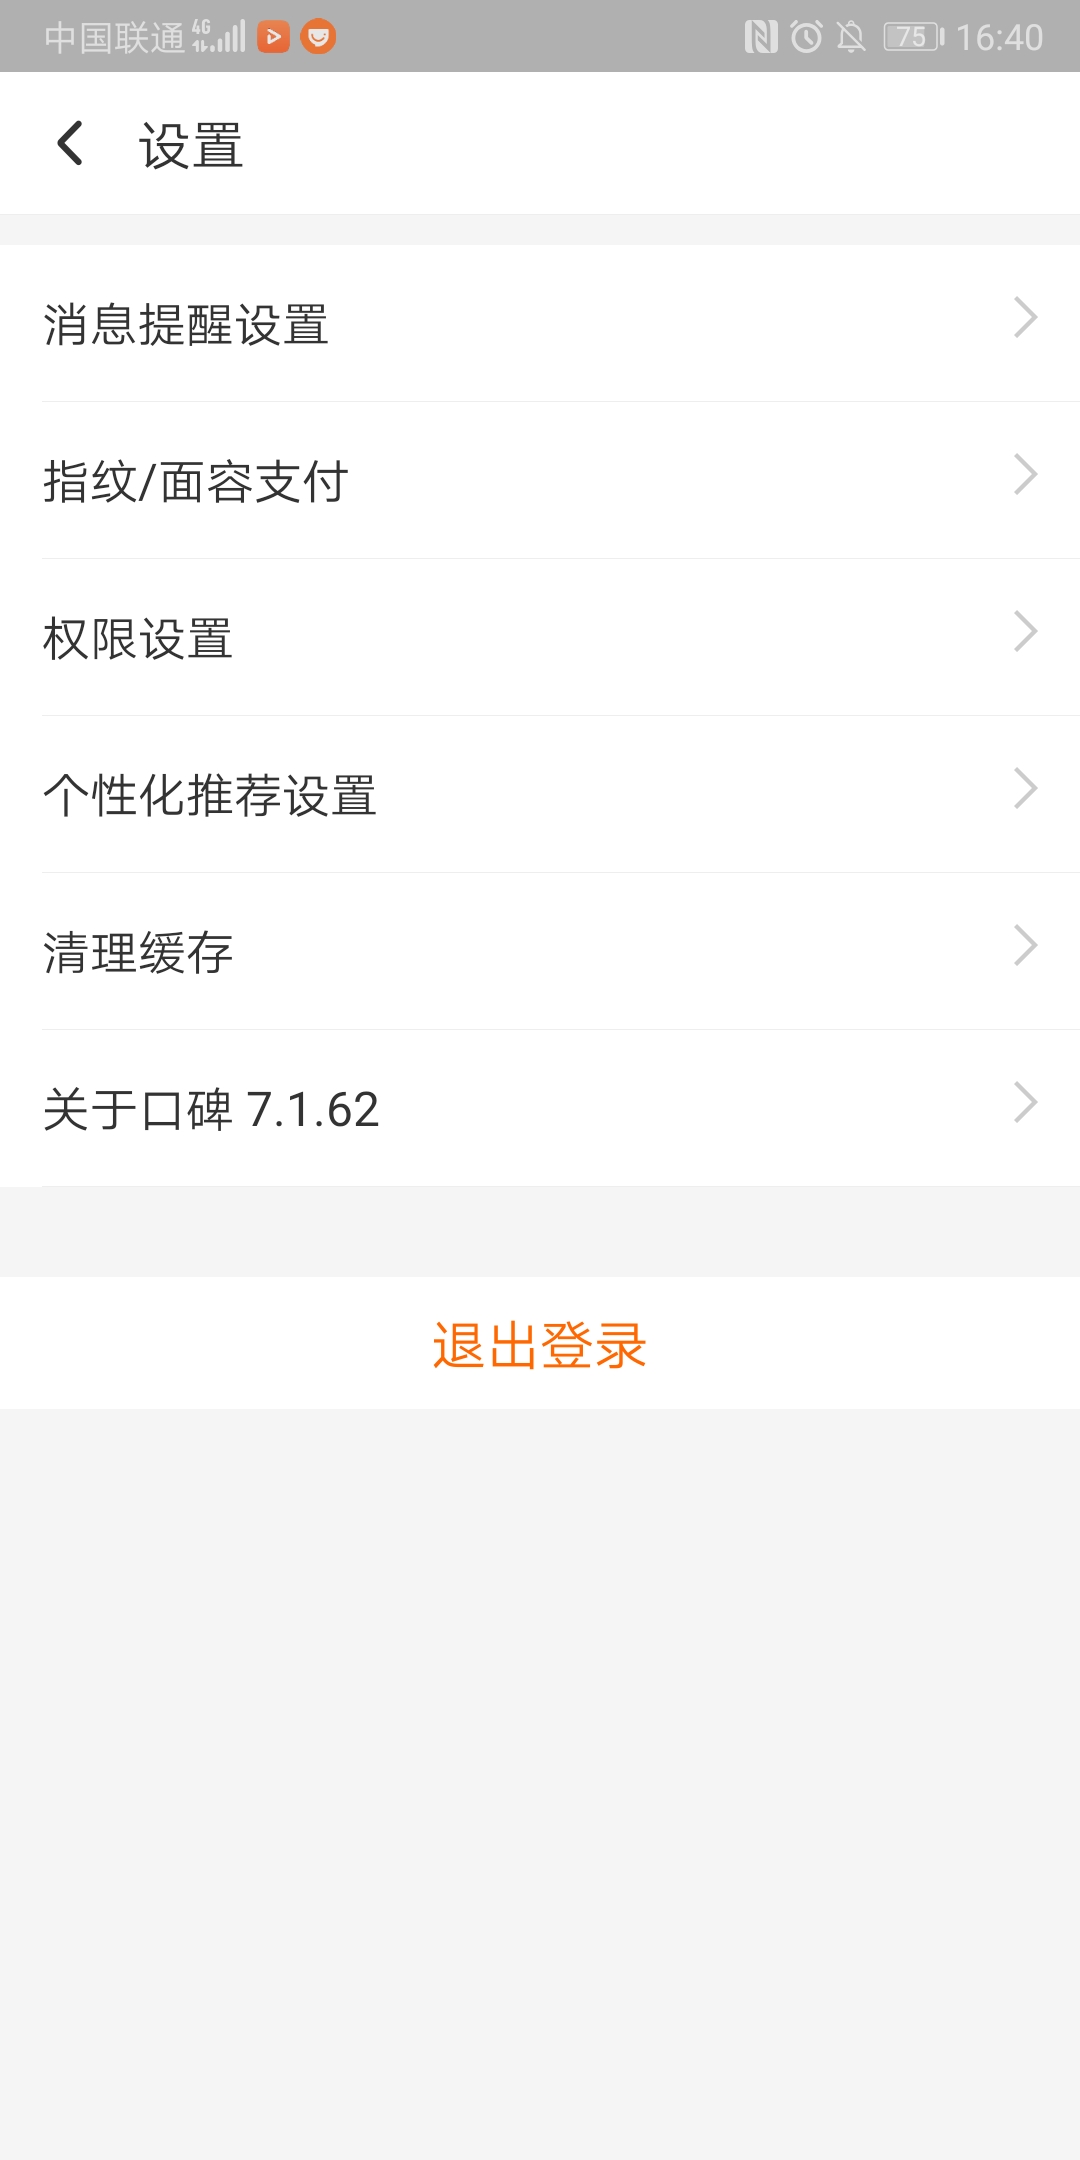 中国联通 4G 75 16:40
设置
消息提醒设置
指纹/面容支付
权限设置
个性化推荐设置
清理缓存
关于口碑 7.1.62
退出登录